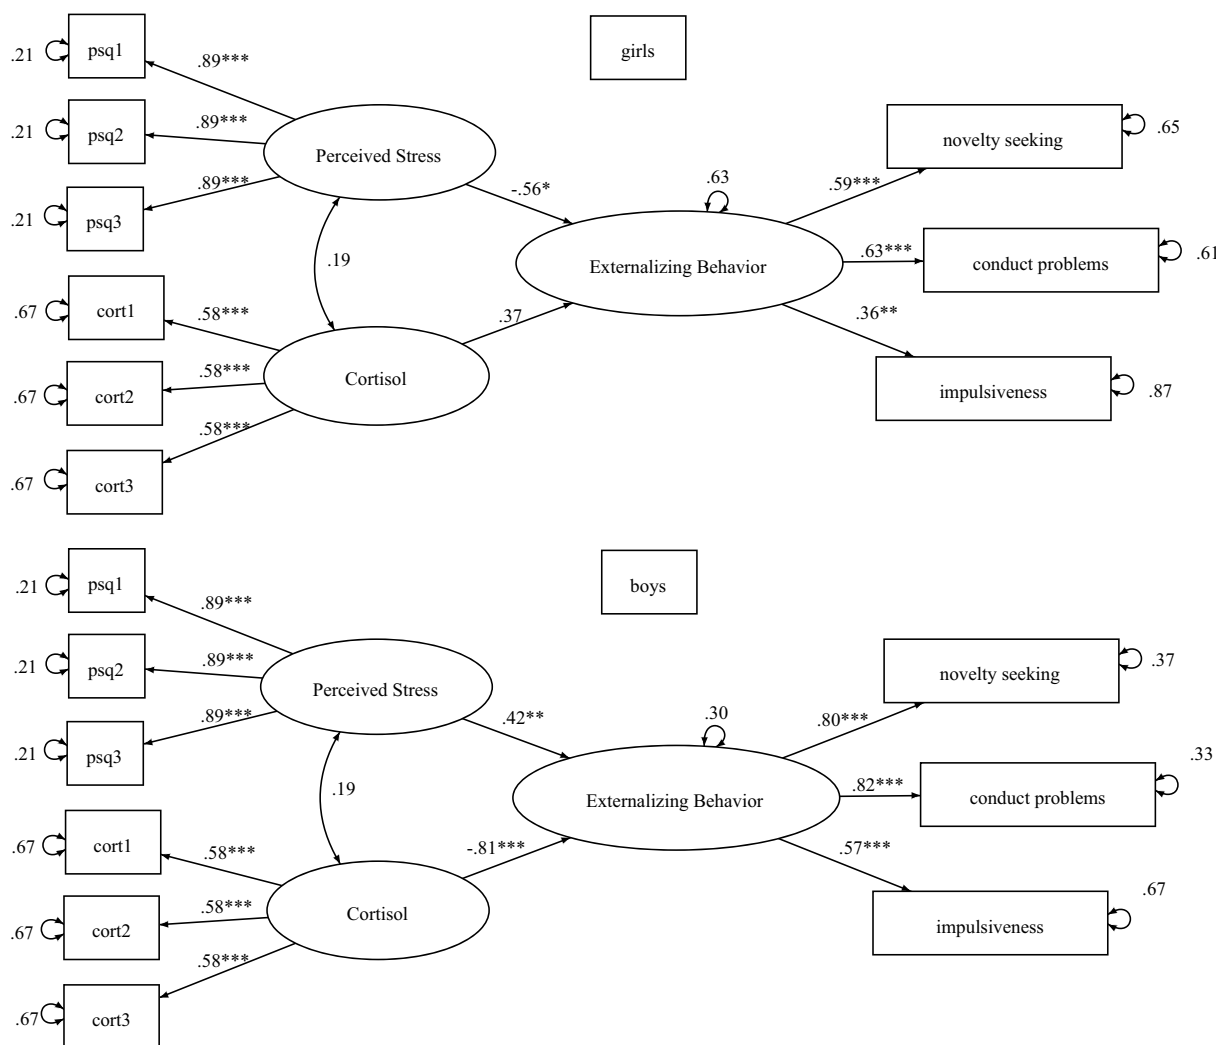 girls
.21 psq1 .89***
.21 psq2 .89***
.21 psq3 .89***
Perceived Stress
-.56*
.19
.67 cort1 .58***
.67 cort2 .58***
.67 cort3 .58***
Cortisol
.37
.63
Externalizing Behavior
.59*** novelty seeking .65
.63*** conduct problems .61
.36** impulsiveness .87
boys
.21 psq1 .89***
.21 psq2 .89***
.21 psq3 .89***
Perceived Stress
.42**
.19
.67 cort1 .58***
.67 cort2 .58***
.67 cort3 .58***
Cortisol
-.81***
.30
Externalizing Behavior
.80*** novelty seeking .37
.82*** conduct problems .33
.57*** impulsiveness .67